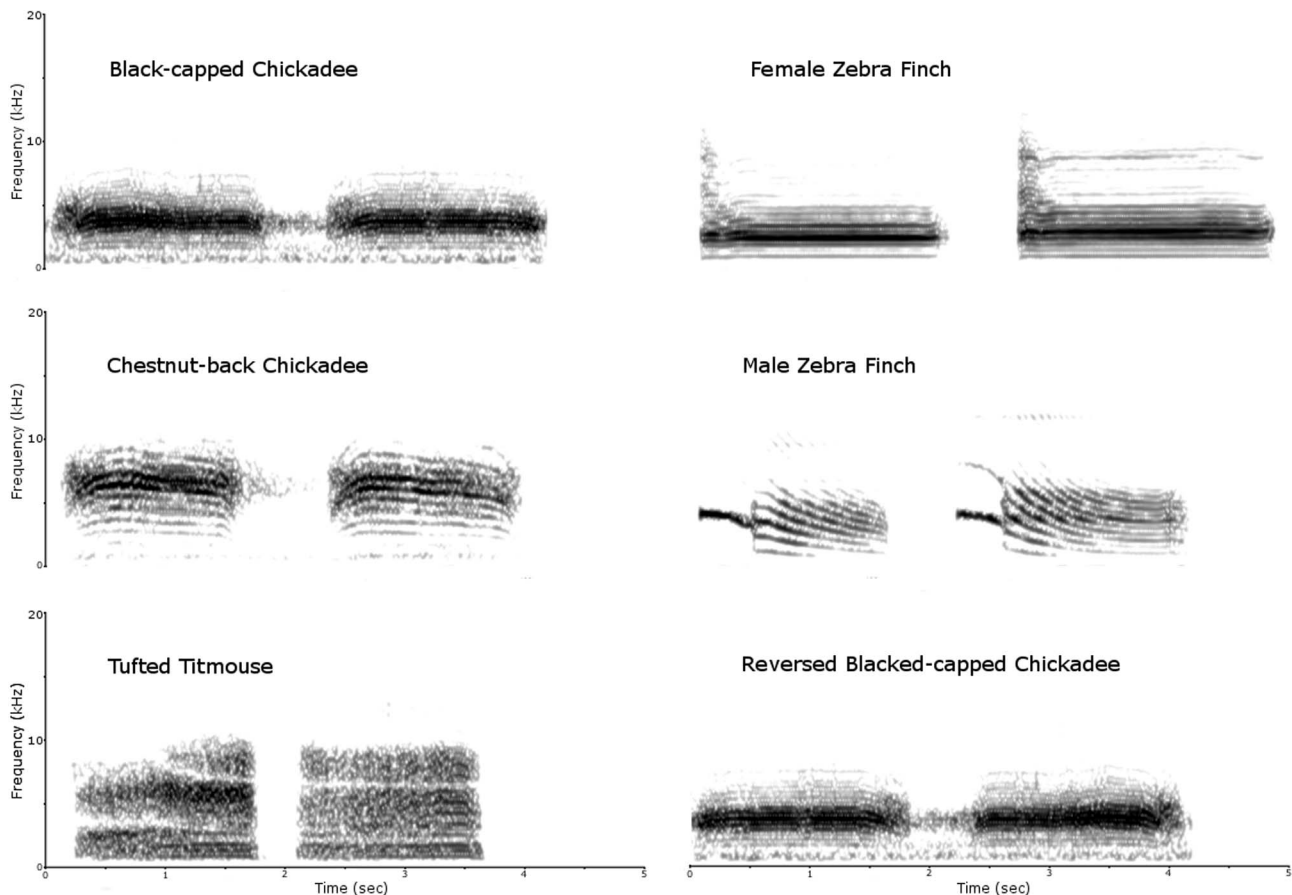 20
Black-capped Chickadee
Female Zebra Finch
Frequency (kHz)
10
0
20
Chestnut-back Chickadee
Male Zebra Finch
Frequency (kHz)
10
0
20
Tufted Titmouse
Reversed Blacked-capped Chickadee
Frequency (kHz)
10
0
0 1 2 3 4 5
0 1 2 3 4 5
Time (sec)
Time (sec)